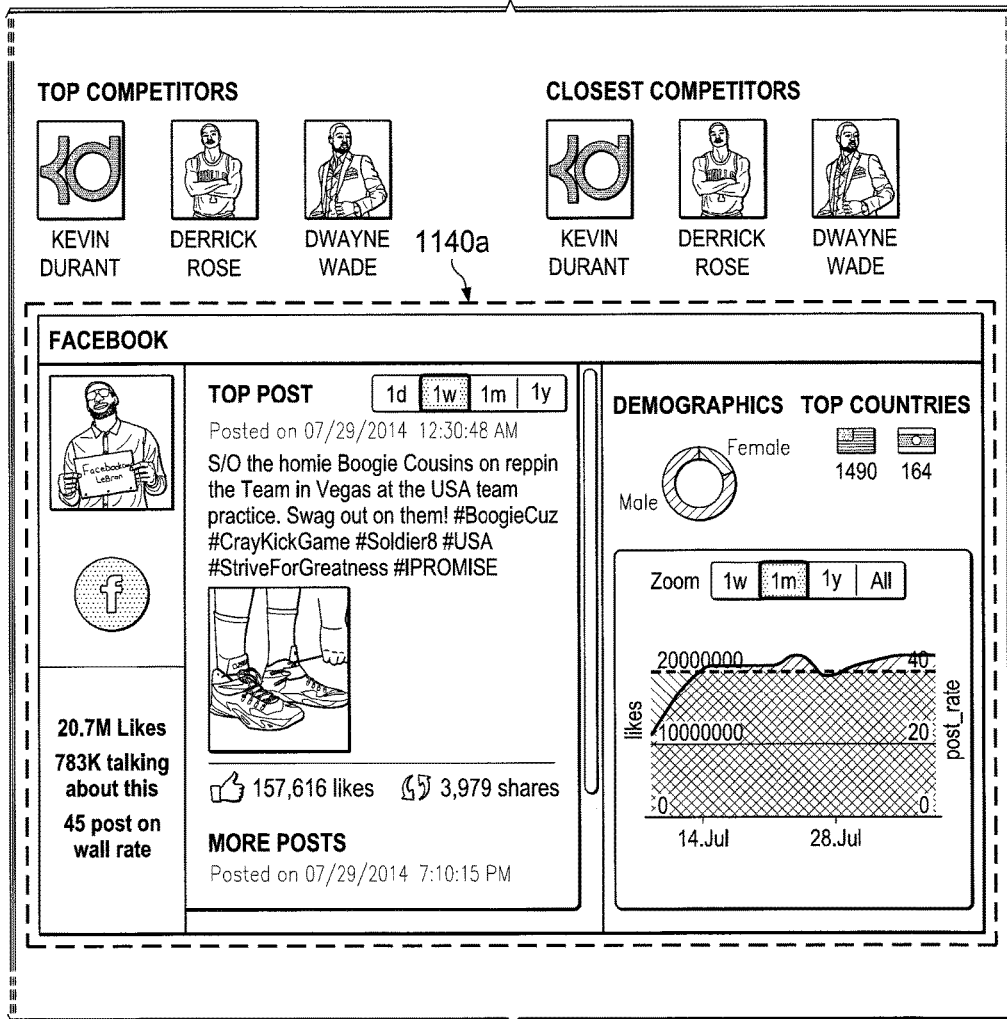 TOP COMPETITORS
KEVIN DURANT
DERRICK ROSE
DWAYNE WADE
CLOSEST COMPETITORS
KEVIN DURANT
DERRICK ROSE
DWAYNE WADE
1140a
FACEBOOK
Facebook
LeBron
f
20.7M Likes
783K talking
about this
45 post on
wall rate
TOP POST
1d 1w 1m 1y
Posted on 07/29/2014 12:30:48 AM
S/O the homie Boogie Cousins on reppin
the Team in Vegas at the USA team
practice. Swag out on them! #BoogieCuz
#CrayKickGame #Soldier8 #USA
#StriveForGreatness #IPROMISE
157,616 likes 3,979 shares
MORE POSTS
Posted on 07/29/2014 7:10:15 PM
DEMOGRAPHICS TOP COUNTRIES
Female
Male
1490 164
Zoom 1w 1m 1y All
20000000 40
likes
10000000 20
post_rate
0 0
14.Jul 28.Jul